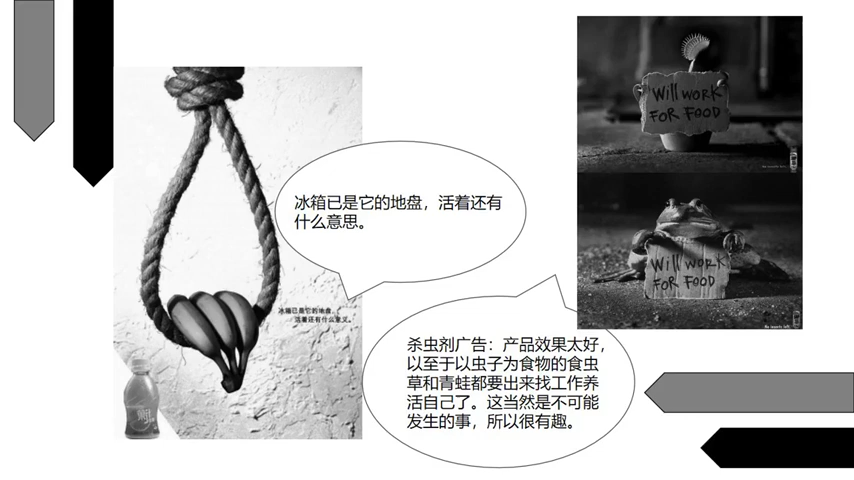 冰箱已是它的地盘，活着还有
什么意思。
冰箱已是它的地盘，
活着还有什么意义。
Will WORK
FOR FOOD
Will WORK
FOR FOOD
No insects left.
杀虫剂广告：产品效果太好，
以至于以虫子为食物的食虫
草和青蛙都要出来找工作养
活自己了。这当然是不可能
发生的事，所以很有趣。